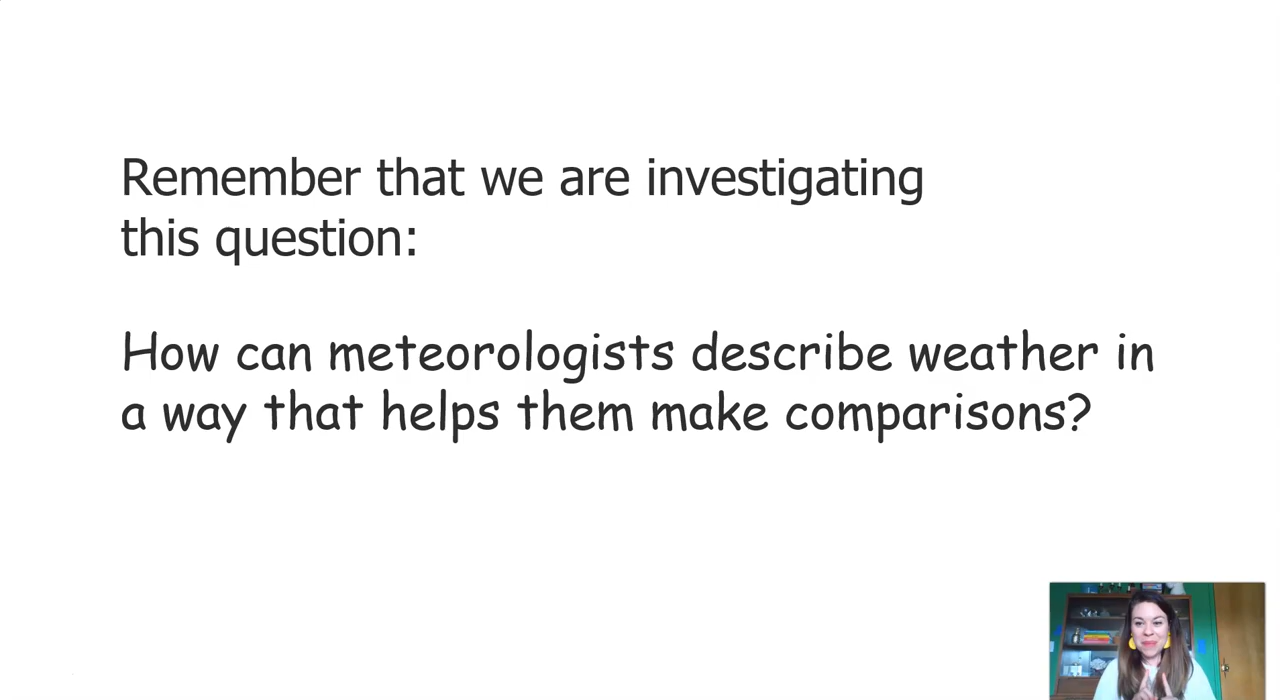 Remember that we are investigating
this question:
How can meteorologists describe weather in
a way that helps them make comparisons?